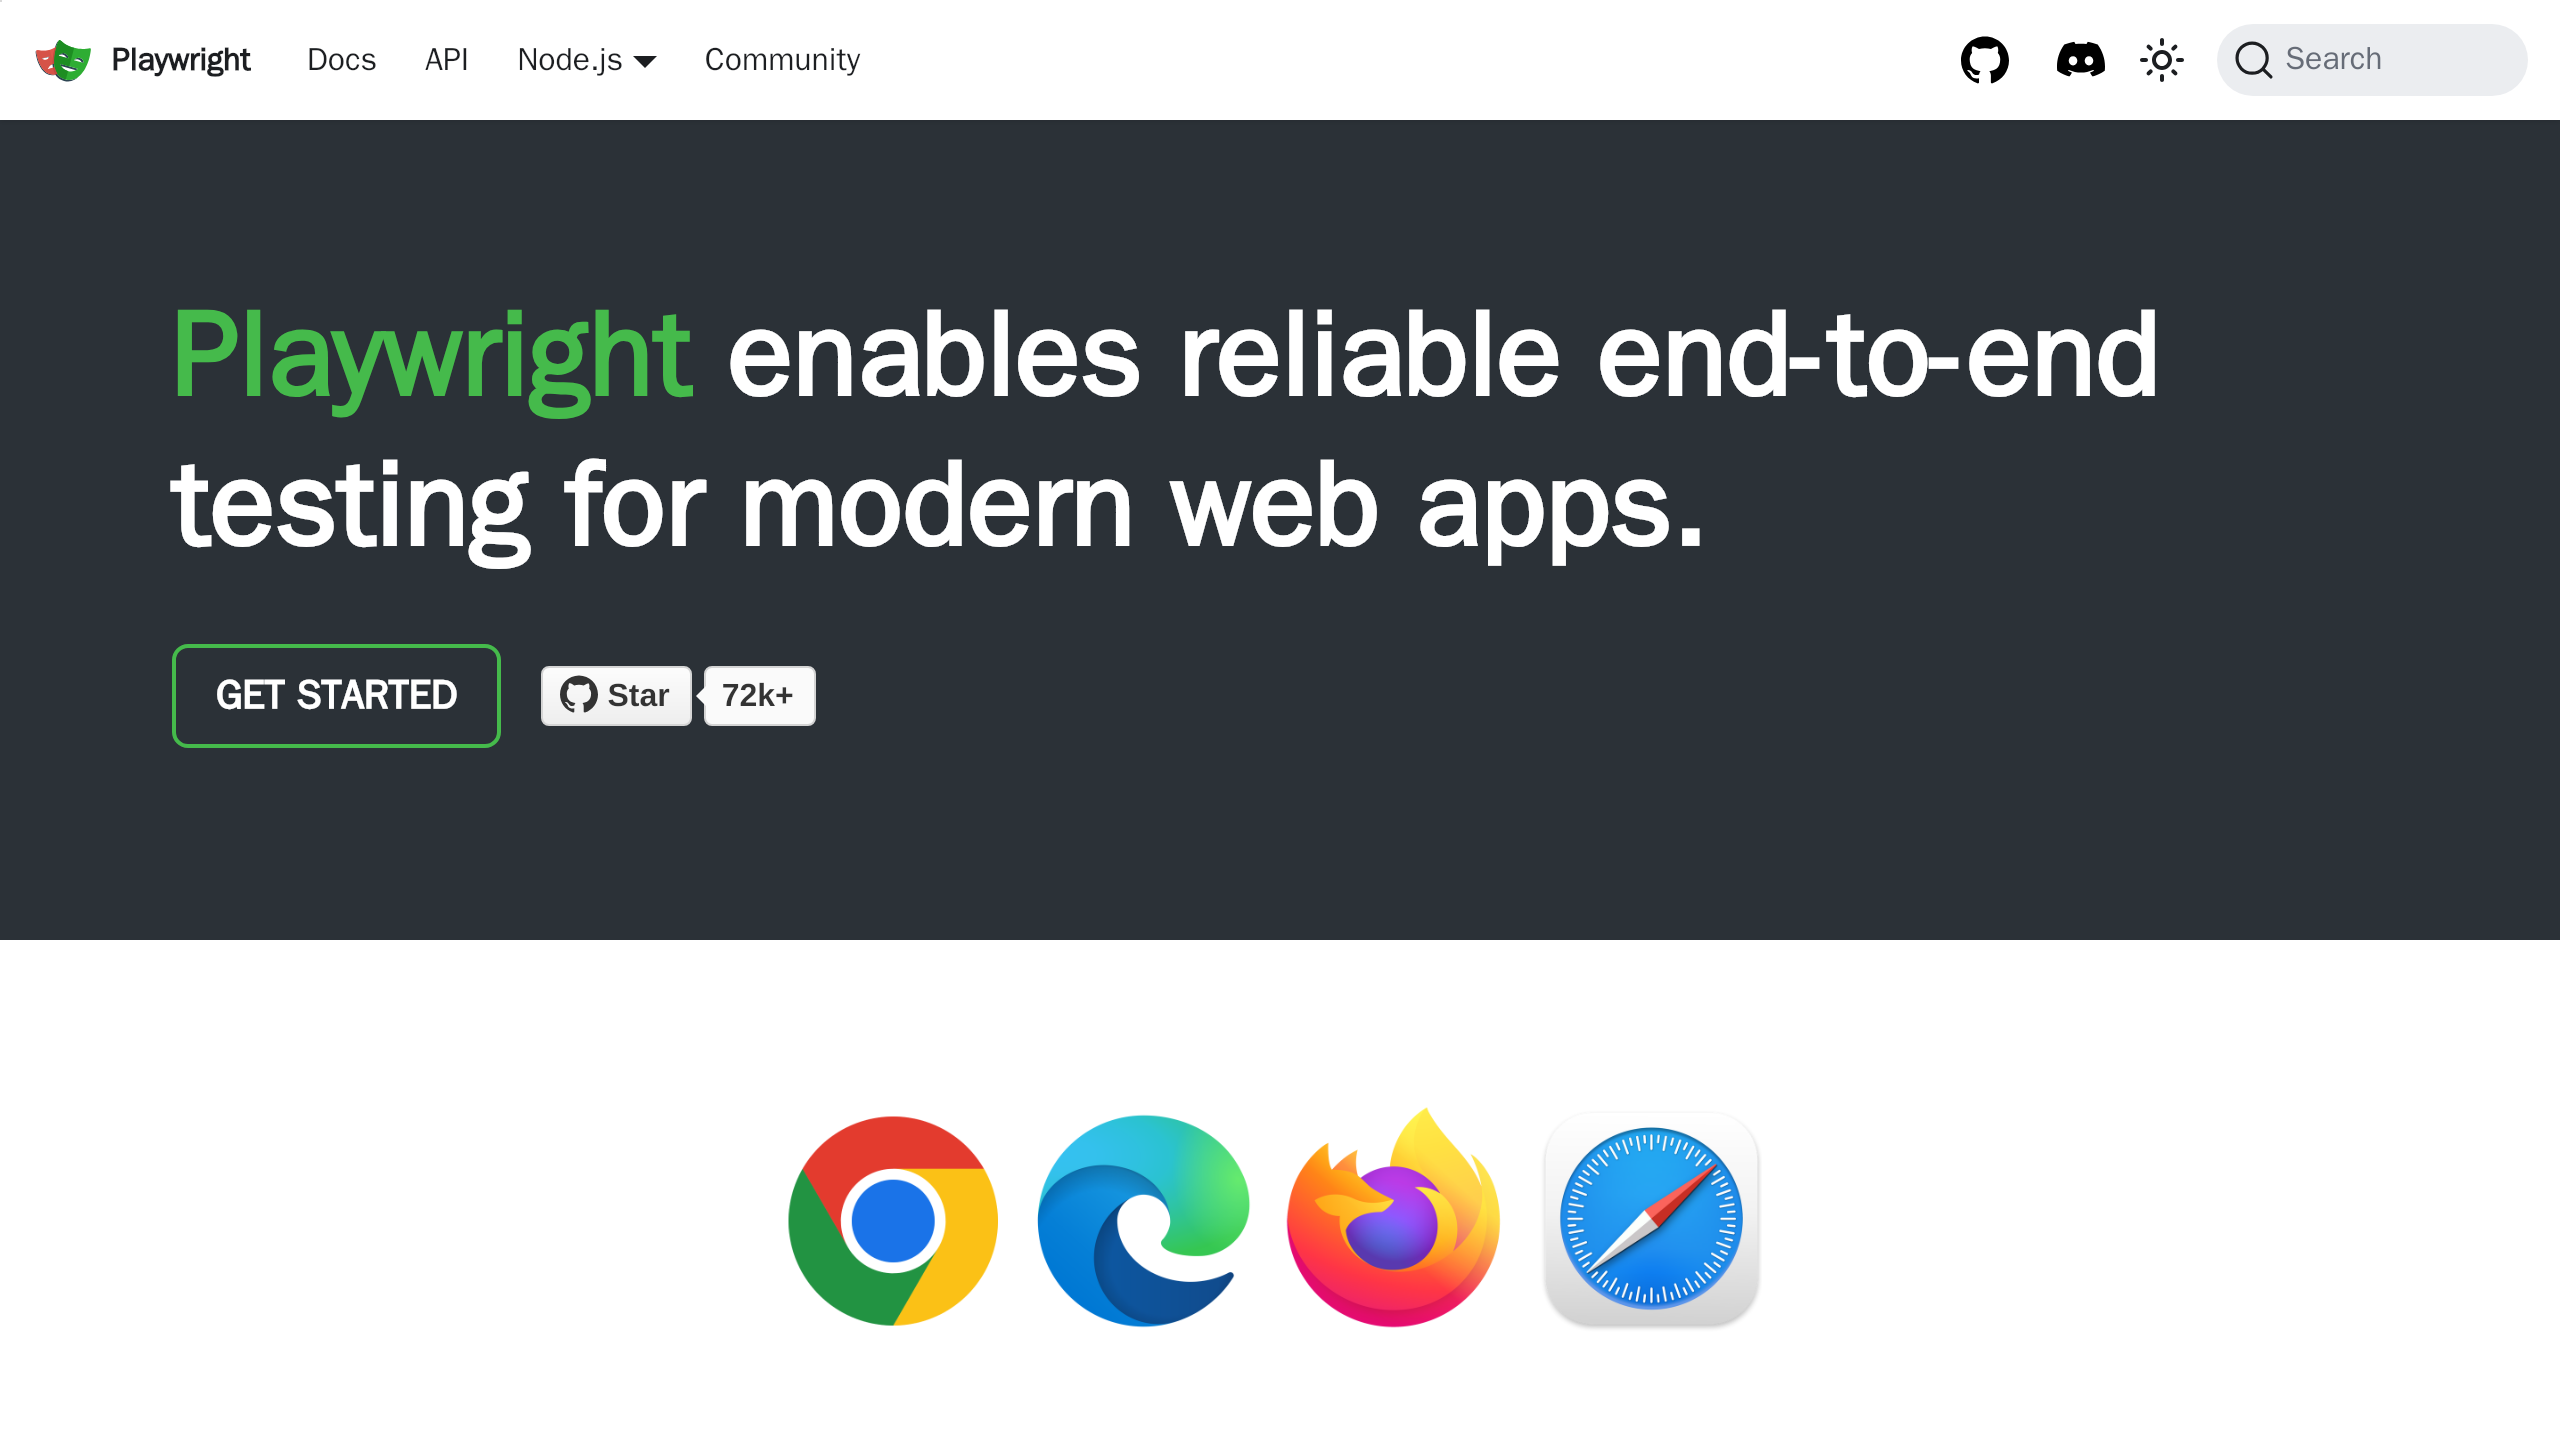 Playwright
Docs
API
Node.js
Community
Search
Playwright enables reliable end-to-end
testing for modern web apps.
GET STARTED
Star
72k+